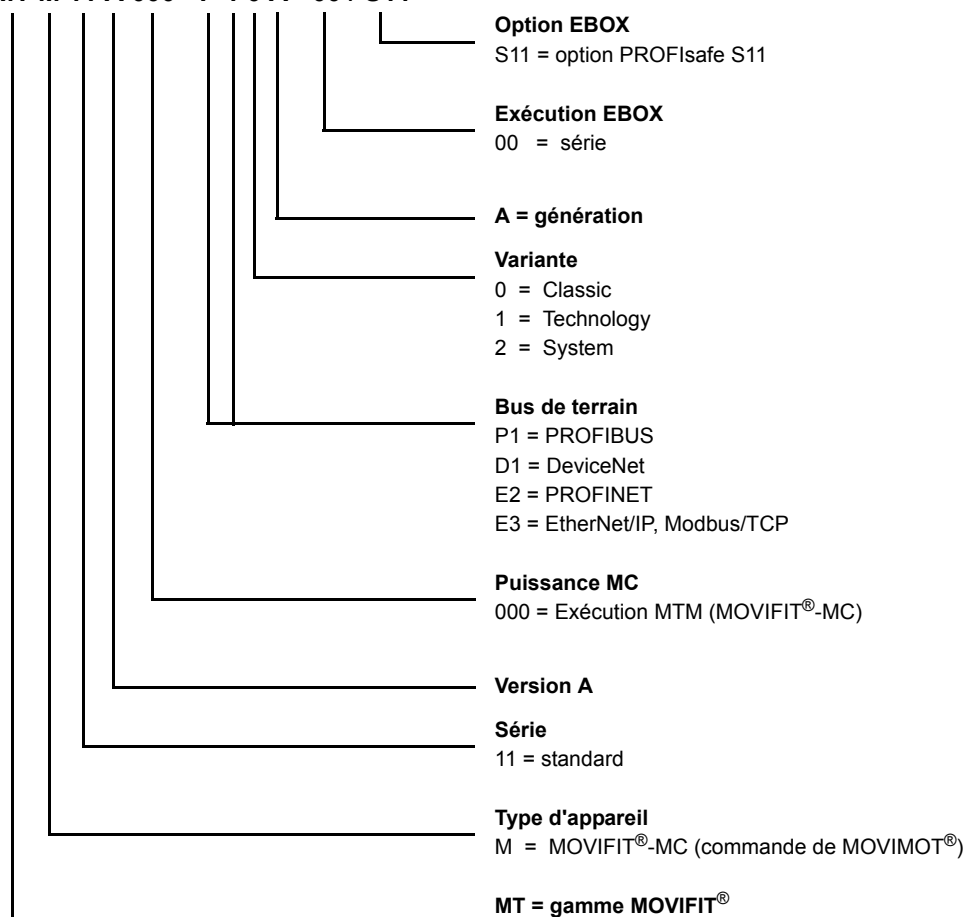 Option EBOX
S11 = option PROFIsafe S11
Exécution EBOX
00 = série
A = génération
Variante
0 = Classic
1 = Technology
2 = System
Bus de terrain
P1 = PROFIBUS
D1 = DeviceNet
E2 = PROFINET
E3 = EtherNet/IP, Modbus/TCP
Puissance MC
000 = Exécution MTM (MOVIFIT®-MC)
Version A
Série
11 = standard
Type d'appareil
M = MOVIFIT®-MC (commande de MOVIMOT®)
MT = gamme MOVIFIT®